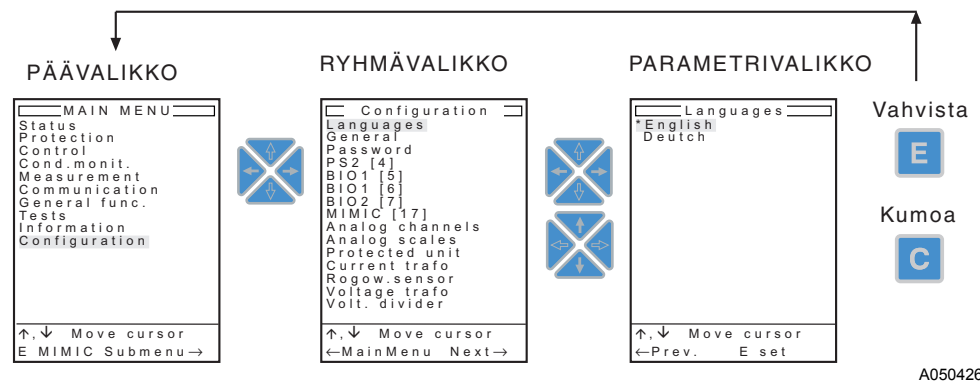 PÄÄVALIKKO
MAIN MENU
Status
Protection
Control
Cond.monit.
Measurement
Communication
General func.
Tests
Information
Configuration
↑,↓ Move cursor
E MIMIC Submenu→
RYHMÄVALIKKO
Configuration
Languages
General
Password
PS2 [4]
BIO1 [5]
BIO1 [6]
BIO2 [7]
MIMIC [17]
Analog channels
Analog scales
Protected unit
Current trafo
Rogow.sensor
Voltage trafo
Volt. divider
↑,↓ Move cursor
←MainMenu Next→
PARAMETRIVALIKKO
Languages
*English
Deutch
↑,↓ Move cursor
←Prev. E set
Vahvista
E
Kumoa
C
A050426